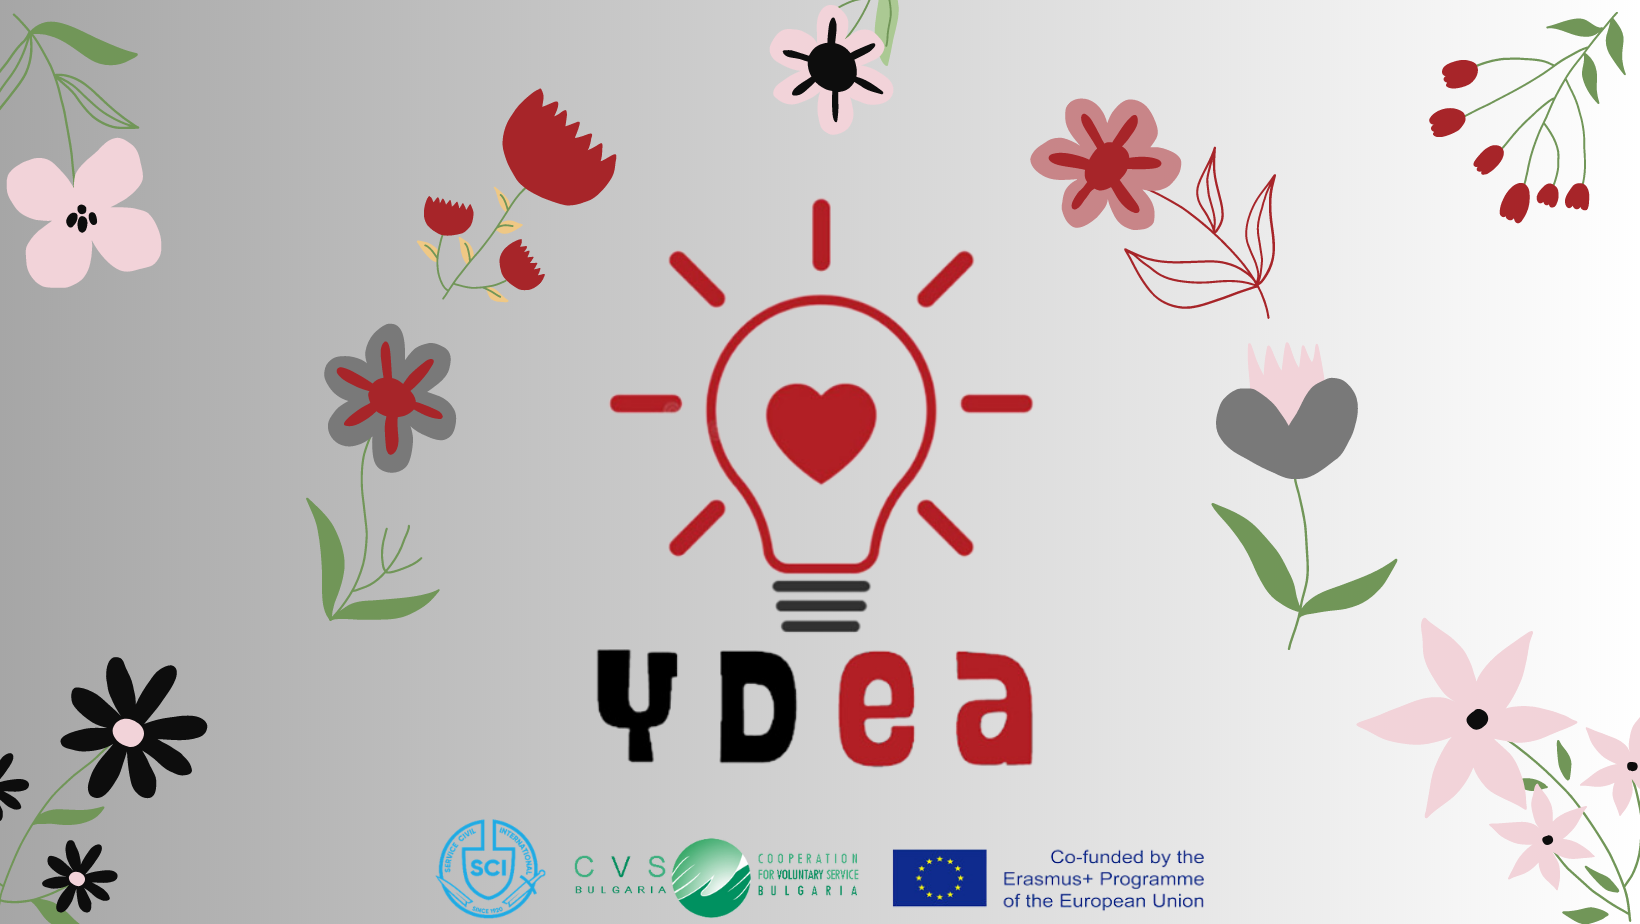 YDea
SERVICE CIVIL INTERNATIONAL
SCI
SINCE 1920
CVS
BULGARIA
COOPERATION
FOR VOLUNTARY SERVICE
BULGARIA
Co-funded by the
Erasmus+ Programme
of the European Union